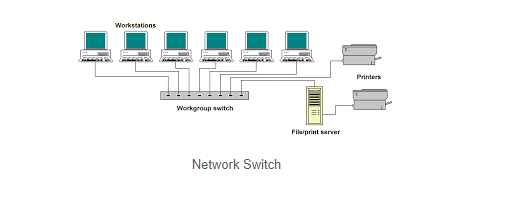 Workstations
Printers
Workgroup switch
File/print server
Network Switch